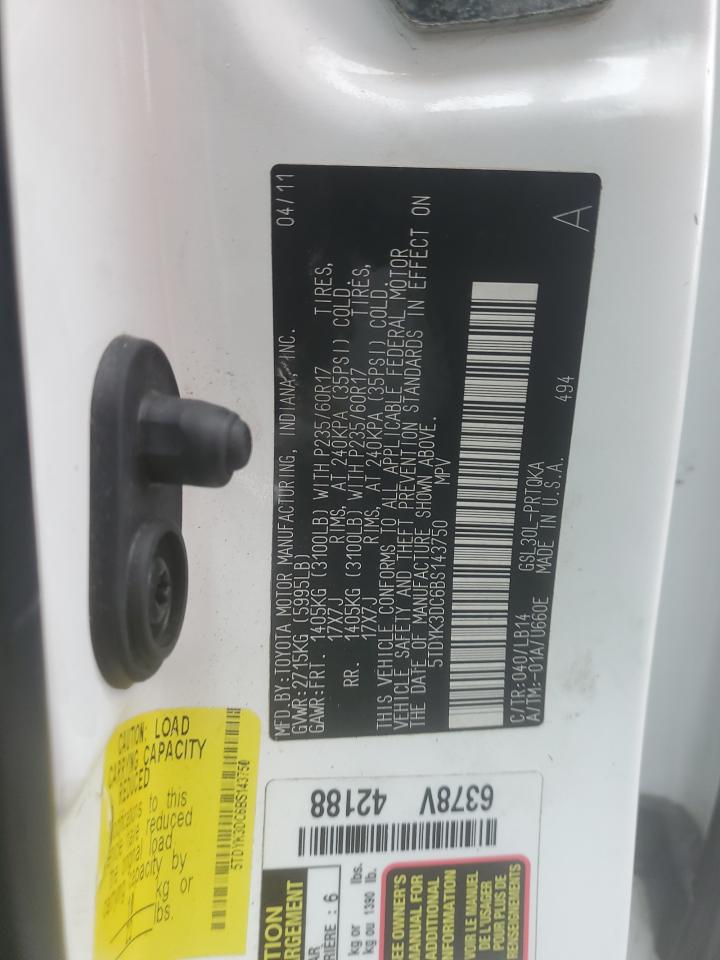 MFD.BY:TOYOTA MOTOR MANUFACTURING, INDIANA, INC. 04/11
GVWR:2715KG (5995LB)
GAWR:FRT. 1405KG (3100LB) WITH P235/60R17 TIRES,
17X7J RIMS, AT 240KPA (35PSI) COLD.
RR. 1405KG (3100LB) WITH P235/60R17 TIRES,
17X7J RIMS, AT 240KPA (35PSI) COLD.
THIS VEHICLE CONFORMS TO ALL APPLICABLE FEDERAL MOTOR
VEHICLE SAFETY AND THEFT PREVENTION STANDARDS IN EFFECT ON
THE DATE OF MANUFACTURE SHOWN ABOVE.
5TDYK3DC6BS143750 MPV
C/TR:040/LB14 GSL30L-PRTQKA 494
A/TM:-01A/U660E MADE IN U.S.A. A
CAUTION: LOAD
CARRYING CAPACITY
REDUCED
to this
reduced
load
capacity by
kg or
lbs.
5TDYK3DC6BS143750
6378V 42188
: 6
kg or lbs.
kg ou 1390 lb.
OWNER'S
MANUAL FOR
ADDITIONAL
INFORMATION
VOIR LE MANUEL
DE L'USAGER
POUR PLUS DE
RENSEIGNEMENTS